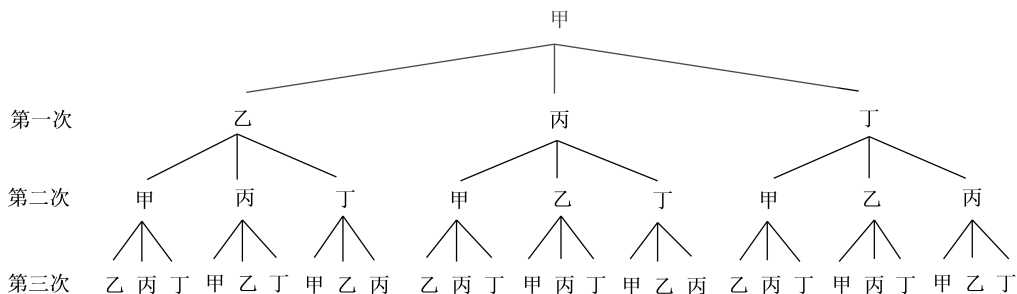 甲
第一次 乙 丙 丁
第二次 甲 丙 丁 甲 乙 丁 甲 乙 丙
第三次 乙 丙 丁 甲 乙 丁 甲 乙 丙 乙 丙 丁 甲 丙 丁 甲 乙 丙 乙 丙 丁 甲 丙 丁 甲 乙 丁